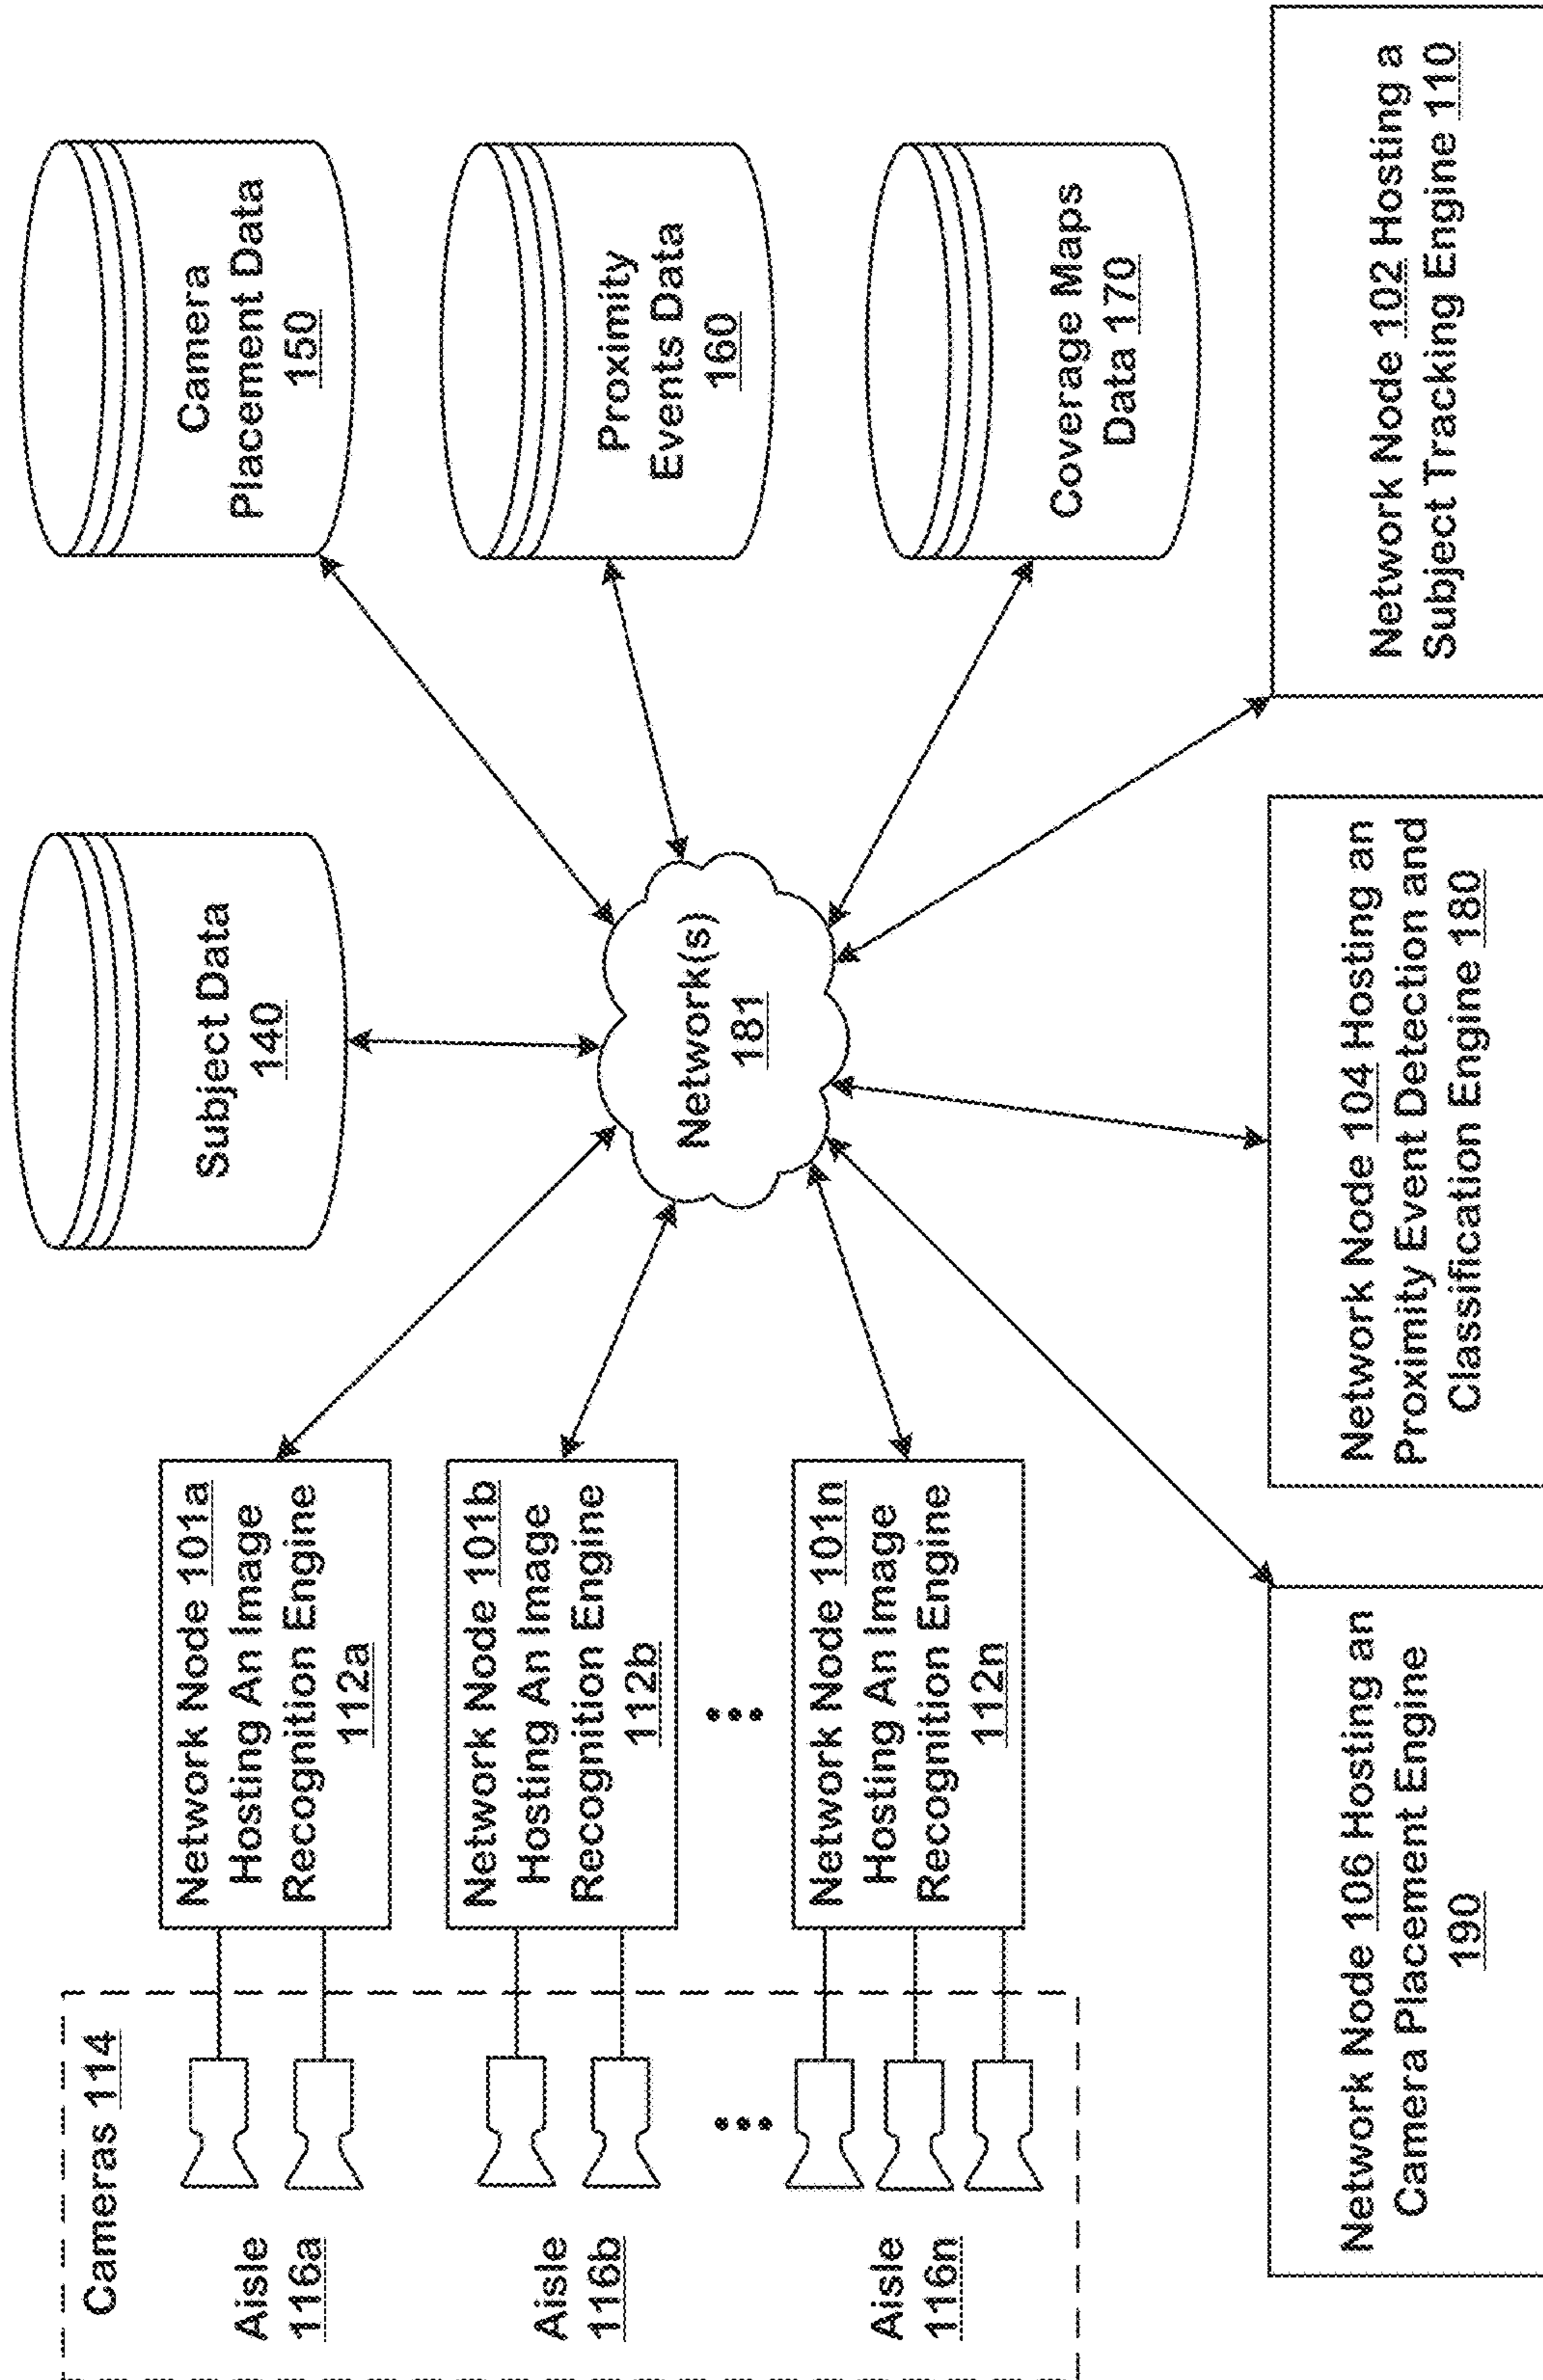 Cameras 114
Aisle
116a
Aisle
116b
Aisle
116n
Network Node 101a
Hosting An Image
Recognition Engine
112a
Network Node 101b
Hosting An Image
Recognition Engine
112b
Network Node 101n
Hosting An Image
Recognition Engine
112n
Subject Data
140
Network(s)
181
Camera
Placement Data
150
Proximity
Events Data
160
Coverage Maps
Data 170
Network Node 106 Hosting an
Camera Placement Engine
190
Network Node 104 Hosting an
Proximity Event Detection and
Classification Engine 180
Network Node 102 Hosting a
Subject Tracking Engine 110